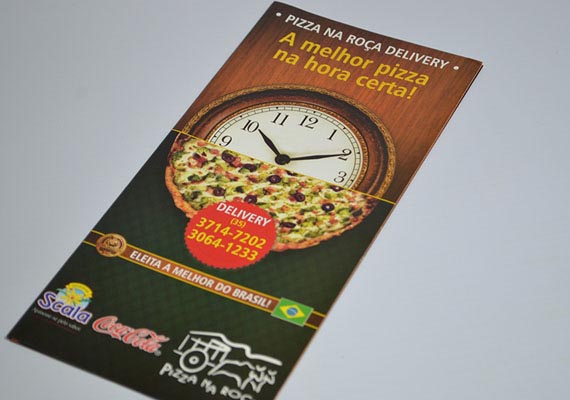 • PIZZA NA ROÇA DELIVERY •
A melhor pizza
na hora certa!
10 11 12 1 2 3
DELIVERY
(35)
3714-7202
3064-1233
ELEITA A MELHOR DO BRASIL!
Scala
Coca-Cola
PIZZA NA ROÇ